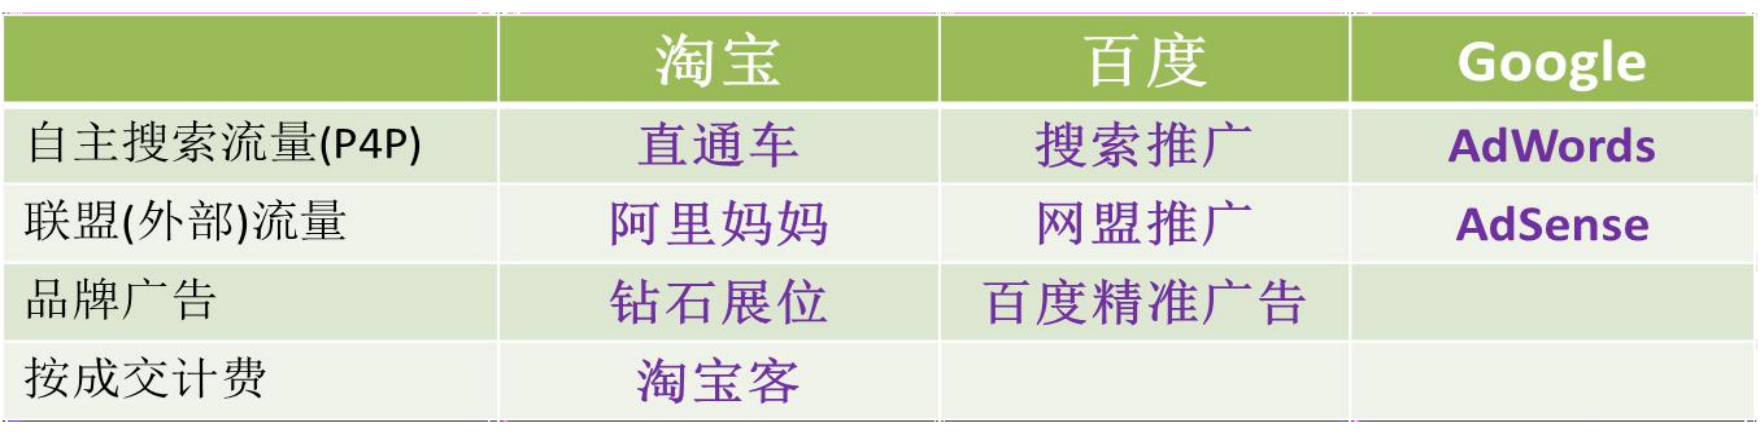 淘宝 百度 Google
自主搜索流量(P4P) 直通车 搜索推广 AdWords
联盟(外部)流量 阿里妈妈 网盟推广 AdSense
品牌广告 钻石展位 百度精准广告
按成交计费 淘宝客